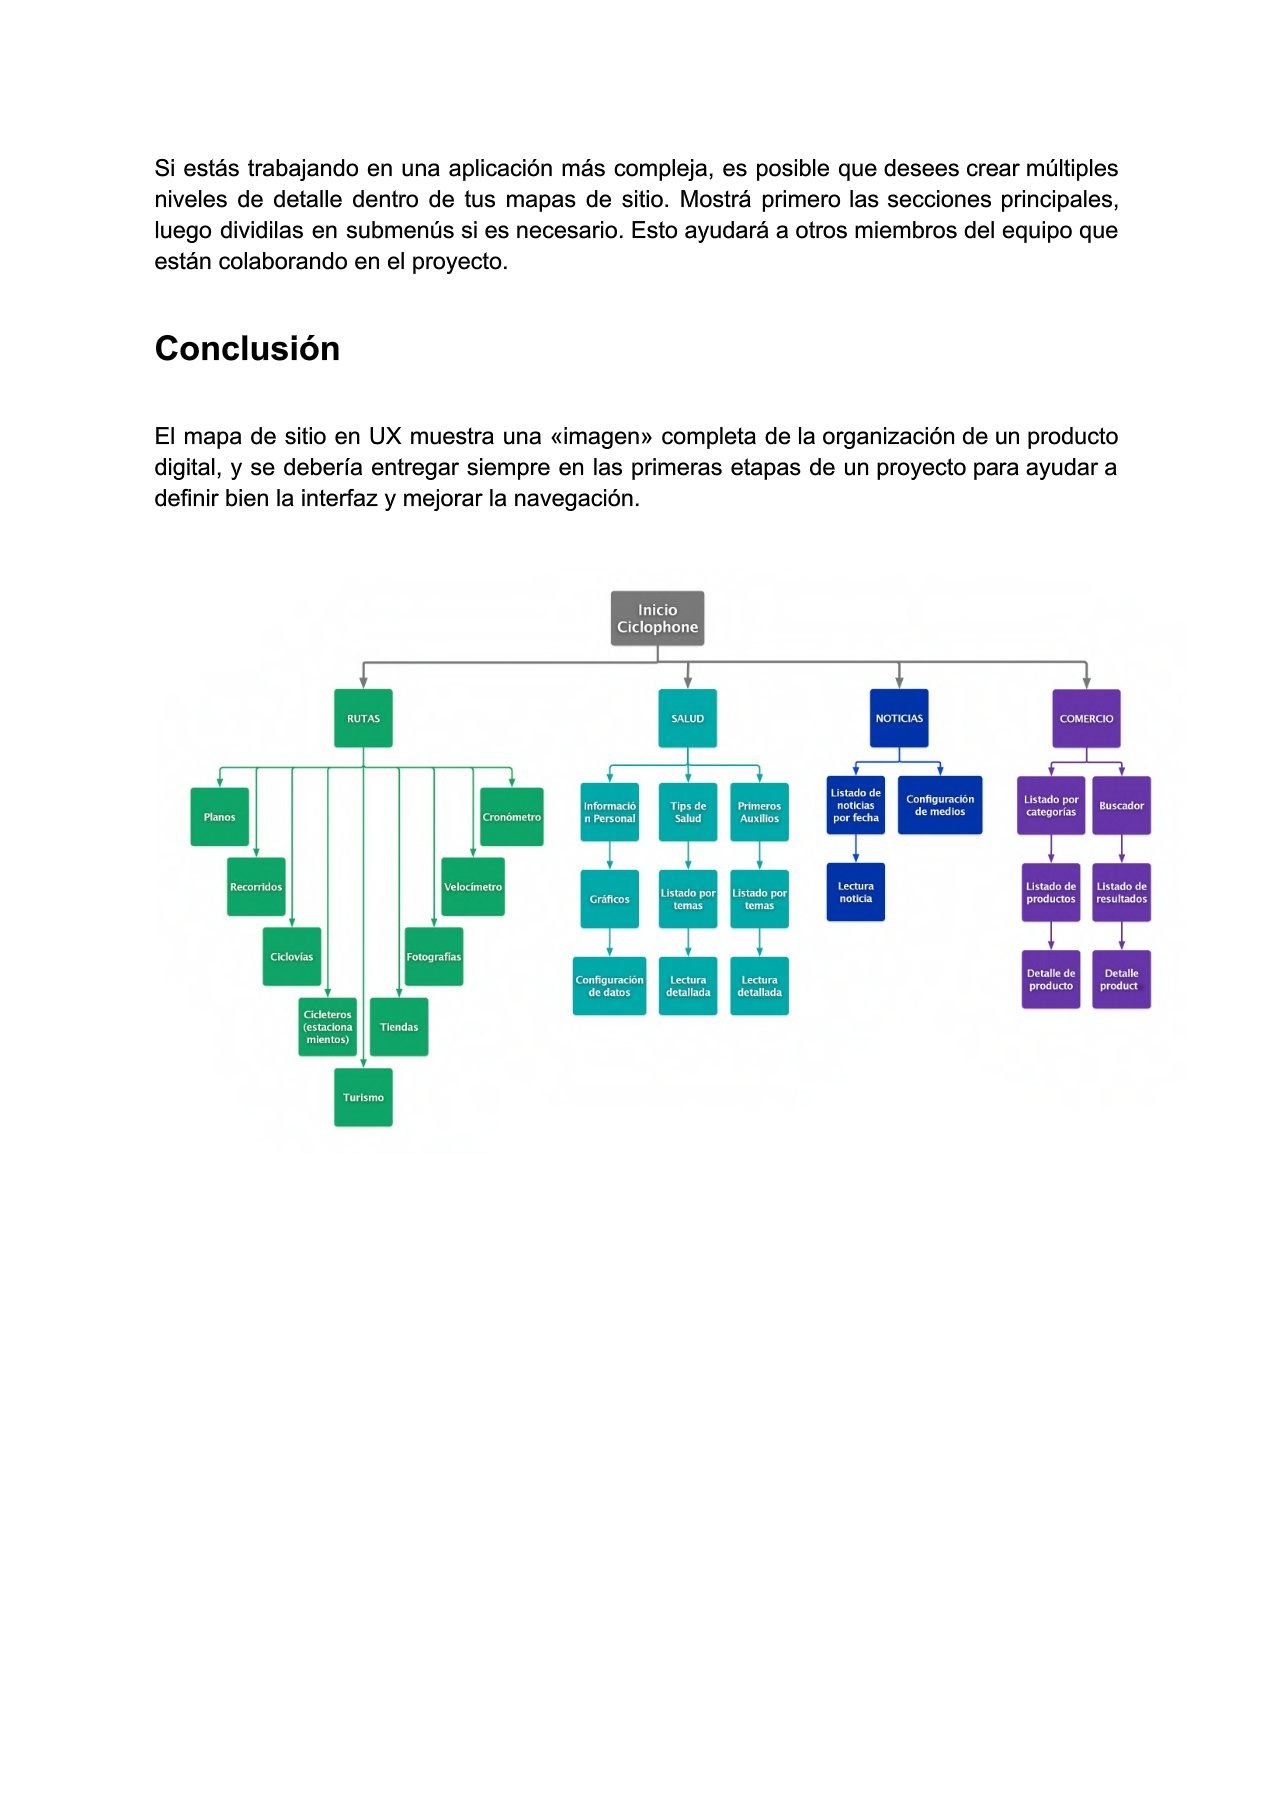 Si estás trabajando en una aplicación más compleja, es posible que desees crear múltiples
niveles de detalle dentro de tus mapas de sitio. Mostrá primero las secciones principales,
luego dividilas en submenús si es necesario. Esto ayudará a otros miembros del equipo que
están colaborando en el proyecto.
Conclusión
El mapa de sitio en UX muestra una «imagen» completa de la organización de un producto
digital, y se debería entregar siempre en las primeras etapas de un proyecto para ayudar a
definir bien la interfaz y mejorar la navegación.
Inicio
Ciclophone
RUTAS
SALUD
NOTICIAS
COMERCIO
Planos
Recorridos
Ciclovías
Cicleteros
(estaciona
mientos)
Turismo
Tiendas
Fotografías
Velocímetro
Cronómetro
Informació
n Personal
Gráficos
Configuración
de datos
Tips de
Salud
Listado por
temas
Lectura
detallada
Primeros
Auxilios
Listado por
temas
Lectura
detallada
Listado de
noticias
por fecha
Lectura
noticia
Configuración
de medios
Listado por
categorías
Listado de
productos
Detalle de
producto
Buscador
Listado de
resultados
Detalle
product